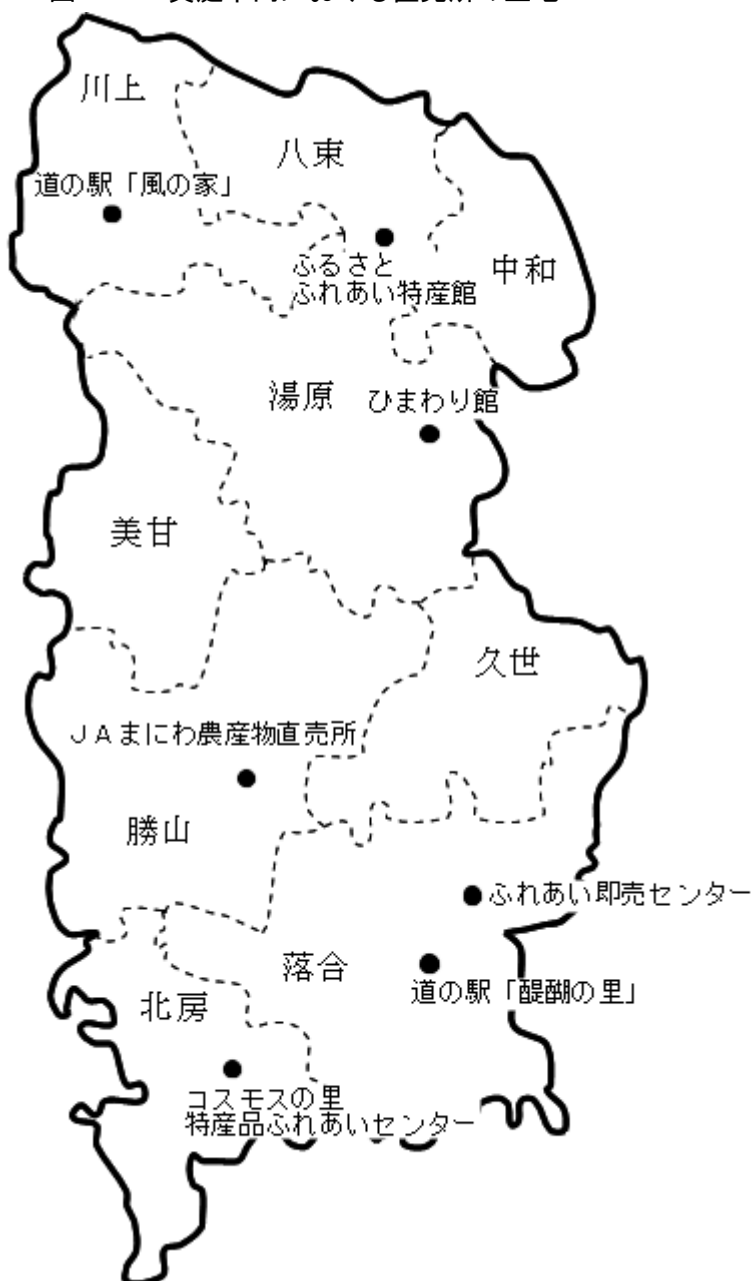 川上
八束
道の駅「風の家」
ふるさと
ふれあい特産館
中和
湯原
ひまわり館
美甘
久世
ＪＡまにわ農産物直売所
勝山
ふれあい即売センター
落合
道の駅「醍醐の里」
北房
コスモスの里
特産品ふれあいセンター